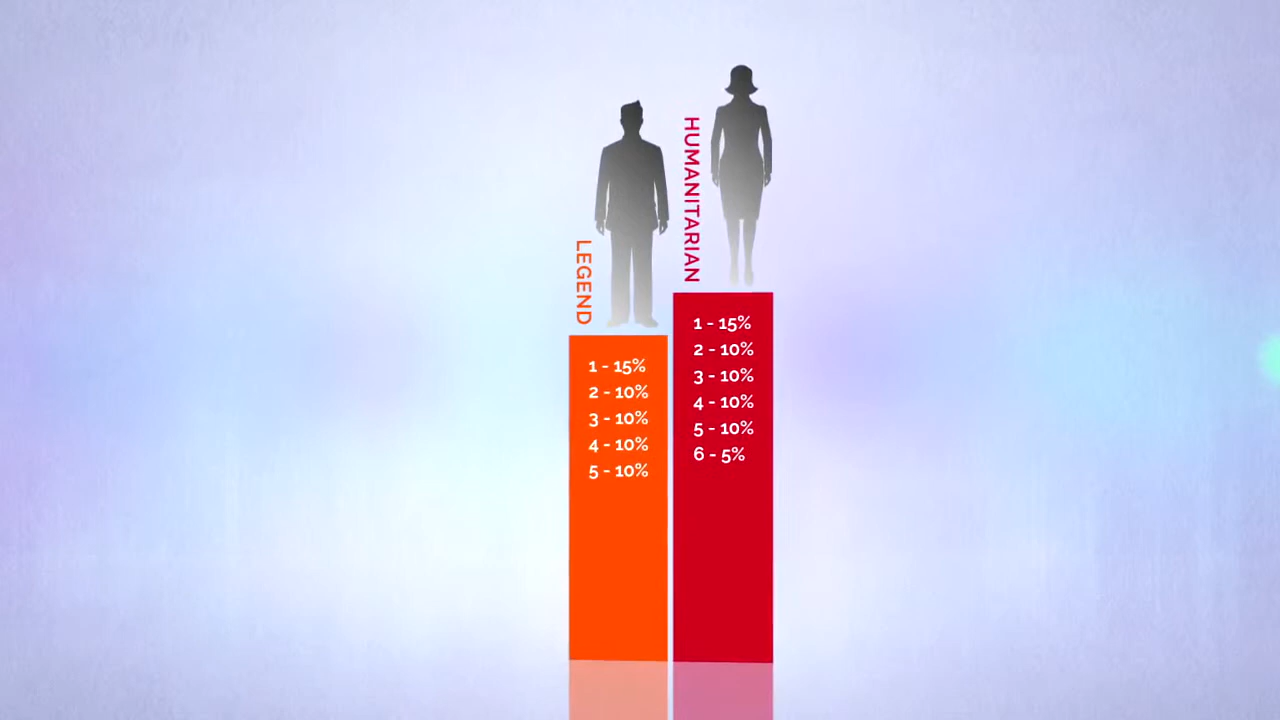 LEGEND
1 - 15%
2 - 10%
3 - 10%
4 - 10%
5 - 10%
HUMANITARIAN
1 - 15%
2 - 10%
3 - 10%
4 - 10%
5 - 10%
6 - 5%